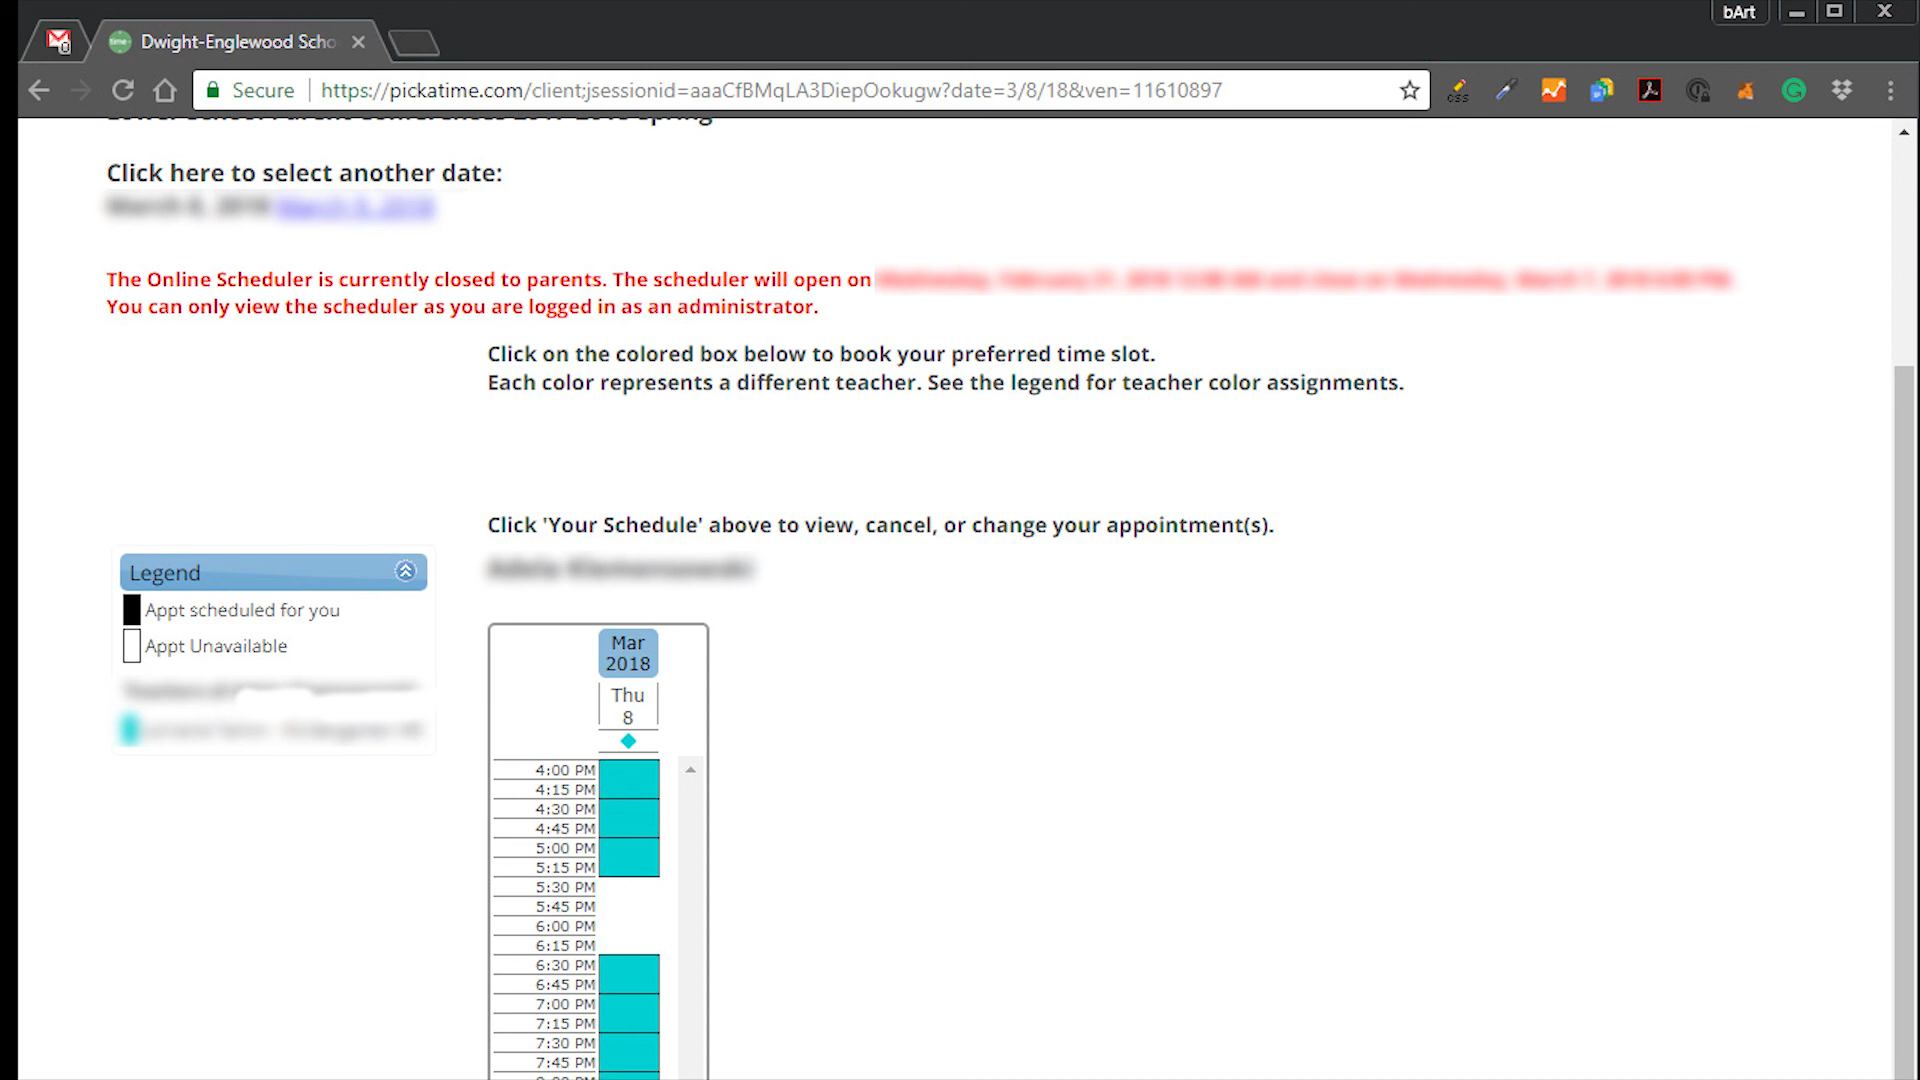 bArt
Dwight-Englewood Scho
Secure https://pickatime.com/client;jsessionid=aaaCfBMqLA3DiepOokugw?date=3/8/18&ven=11610897
Click here to select another date:
The Online Scheduler is currently closed to parents. The scheduler will open on
You can only view the scheduler as you are logged in as an administrator.
Click on the colored box below to book your preferred time slot.
Each color represents a different teacher. See the legend for teacher color assignments.
Click 'Your Schedule' above to view, cancel, or change your appointment(s).
Legend
Appt scheduled for you
Appt Unavailable
Mar
2018
Thu
8
4:00 PM
4:15 PM
4:30 PM
4:45 PM
5:00 PM
5:15 PM
5:30 PM
5:45 PM
6:00 PM
6:15 PM
6:30 PM
6:45 PM
7:00 PM
7:15 PM
7:30 PM
7:45 PM